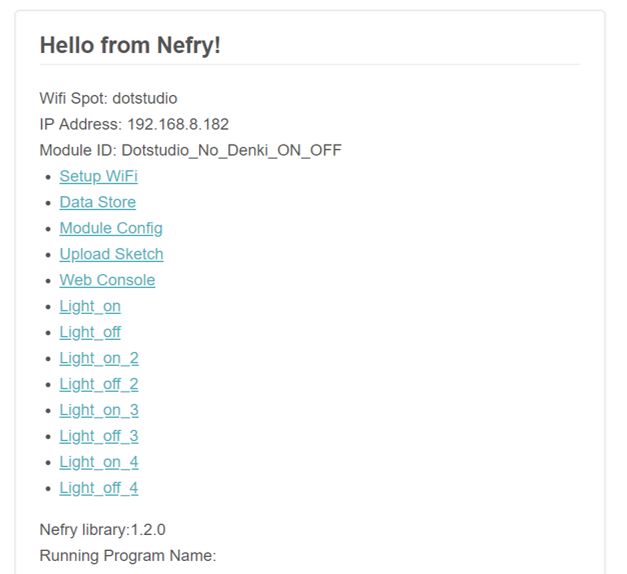 Hello from Nefry!
Wifi Spot: dotstudio
IP Address: 192.168.8.182
Module ID: Dotstudio_No_Denki_ON_OFF
Setup WiFi
Data Store
Module Config
Upload Sketch
Web Console
Light_on
Light_off
Light_on_2
Light_off_2
Light_on_3
Light_off_3
Light_on_4
Light_off_4
Nefry library:1.2.0
Running Program Name: